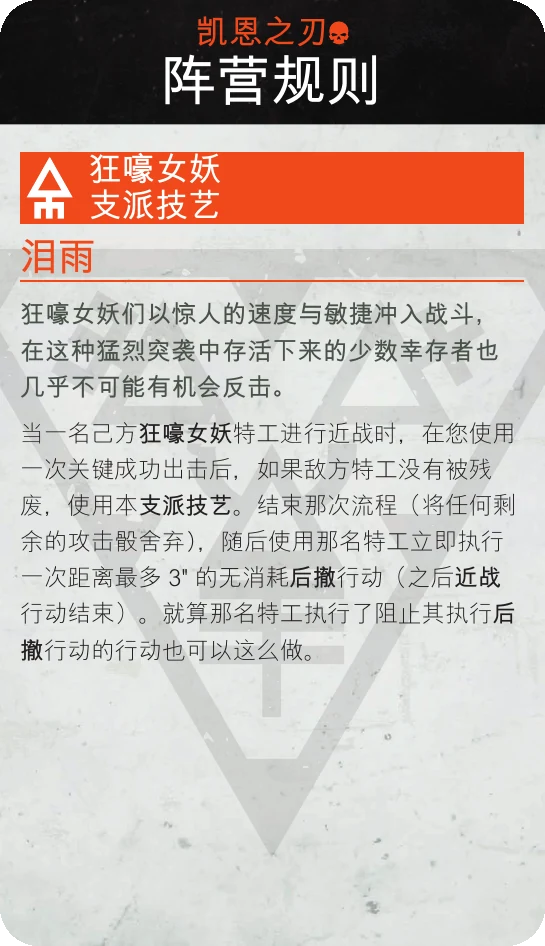 凯恩之刃
阵营规则
狂嚎女妖
支派技艺
泪雨
狂嚎女妖们以惊人的速度与敏捷冲入战斗，
在这种猛烈突袭中存活下来的少数幸存者也
几乎不可能有机会反击。
当一名己方狂嚎女妖特工进行近战时，在您使用
一次关键成功出击后，如果敌方特工没有被残
废，使用本支派技艺。结束那次流程（将任何剩
余的攻击骰舍弃），随后使用那名特工立即执行
一次距离最多 3" 的无消耗后撤行动（之后近战
行动结束）。就算那名特工执行了阻止其执行后
撤行动的行动也可以这么做。